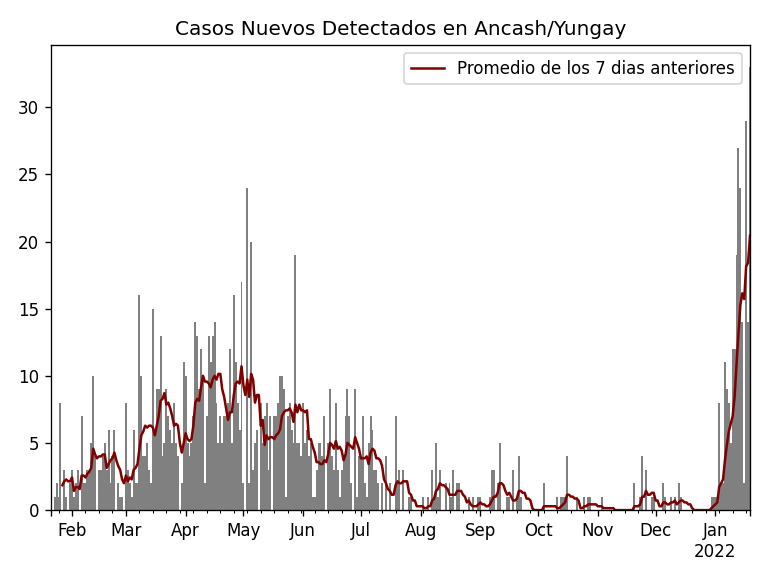 Casos Nuevos Detectados en Ancash/Yungay
Promedio de los 7 dias anteriores
30
25
20
15
10
5
0
Feb Mar Apr May Jun Jul Aug Sep Oct Nov Dec Jan
2022